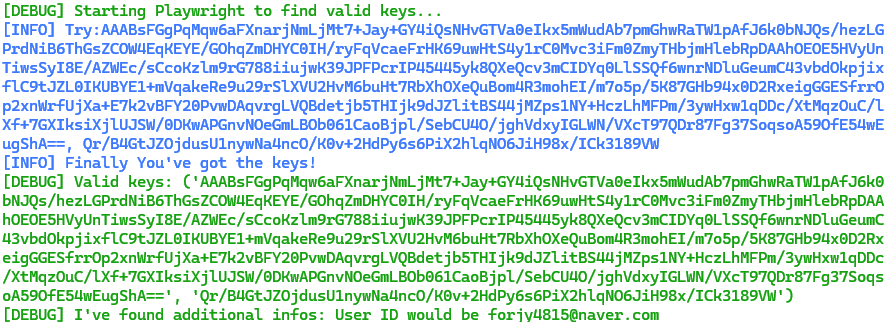 [DEBUG] Starting Playwright to find valid keys...
[INFO] Try:AAABsFGgPqMqw6aFXnarjNmLjMt7+Jay+GY4iQsNHvGTVa0eIkx5mWudAb7pmGhwRaTW1pAfJ6k0bNJQs/hezLG
PrdNiB6ThGsZCOW4EqKEYE/GOhqZmDHYC0IH/ryFqVcaeFrHK69uwHtS4y1rC0Mvc3iFm0ZmyTHbjmHlebRpDAAhOEOE5HVyUn
TiwsSyI8E/AZWEc/sCcoKzlm9rG788iiujwK39JPFPcrIP45445yk8QXeQcv3mCIDYq0LlSSQf6wnrNDluGeumC43vbdOkpjix
flC9tJZL0IKUBYE1+mVqakeRe9u29rSlXVU2HvM6buHt7RbXhOXeQuBom4R3mohEI/m7o5p/5K87GHb94x0D2RxeigGGESfrrO
p2xnWrfUjXa+E7k2vBFY20PvwDAqvrgLVQBdetjb5THIjk9dJZlitBS44jMZps1NY+HczLhMFPm/3ywHxw1qDDc/XtMqzOuC/l
Xf+7GXIksiXjlUJSW/0DKwAPGnvNOeGmLBOb061CaoBjpl/SebCU4O/jghVdxyIGLWN/VXcT97QDr87Fg37SoqsoA59OfE54wE
ugShA==, Qr/B4GtJZOjdusU1nywNa4ncO/K0v+2HdPy6s6PiX2hlqNO6JiH98x/ICk3189VW
[INFO] Finally You've got the keys!
[DEBUG] Valid keys: ('AAABsFGgPqMqw6aFXnarjNmLjMt7+Jay+GY4iQsNHvGTVa0eIkx5mWudAb7pmGhwRaTW1pAfJ6k0
bNJQs/hezLGPrdNiB6ThGsZCOW4EqKEYE/GOhqZmDHYC0IH/ryFqVcaeFrHK69uwHtS4y1rC0Mvc3iFm0ZmyTHbjmHlebRpDAA
hOEOE5HVyUnTiwsSyI8E/AZWEc/sCcoKzlm9rG788iiujwK39JPFPcrIP45445yk8QXeQcv3mCIDYq0LlSSQf6wnrNDluGeumC
43vbdOkpjixflC9tJZL0IKUBYE1+mVqakeRe9u29rSlXVU2HvM6buHt7RbXhOXeQuBom4R3mohEI/m7o5p/5K87GHb94x0D2Rx
eigGGESfrrOp2xnWrfUjXa+E7k2vBFY20PvwDAqvrgLVQBdetjb5THIjk9dJZlitBS44jMZps1NY+HczLhMFPm/3ywHxw1qDDc
/XtMqzOuC/lXf+7GXIksiXjlUJSW/0DKwAPGnvNOeGmLBOb061CaoBjpl/SebCU4O/jghVdxyIGLWN/VXcT97QDr87Fg37Soqs
oA59OfE54wEugShA==', 'Qr/B4GtJZOjdusU1nywNa4ncO/K0v+2HdPy6s6PiX2hlqNO6JiH98x/ICk3189VW')
[DEBUG] I've found additional infos: User ID would be forjy4815@naver.com